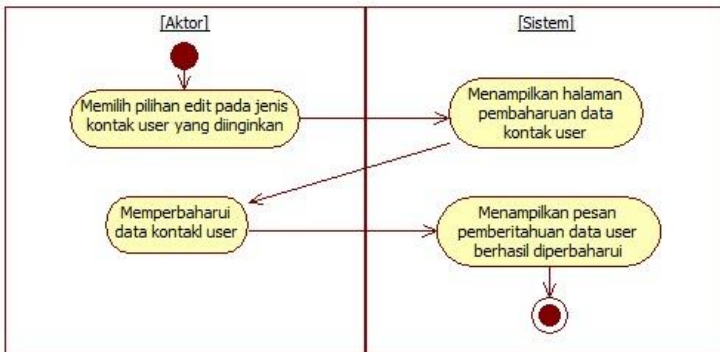 [Aktor]
[Sistem]
Memilih pilihan edit pada jenis
kontak user yang diinginkan
Menampilkan halaman
pembaharuan data
kontak user
Memperbaharui
data kontakl user
Menampilkan pesan
pemberitahuan data user
berhasil diperbaharui